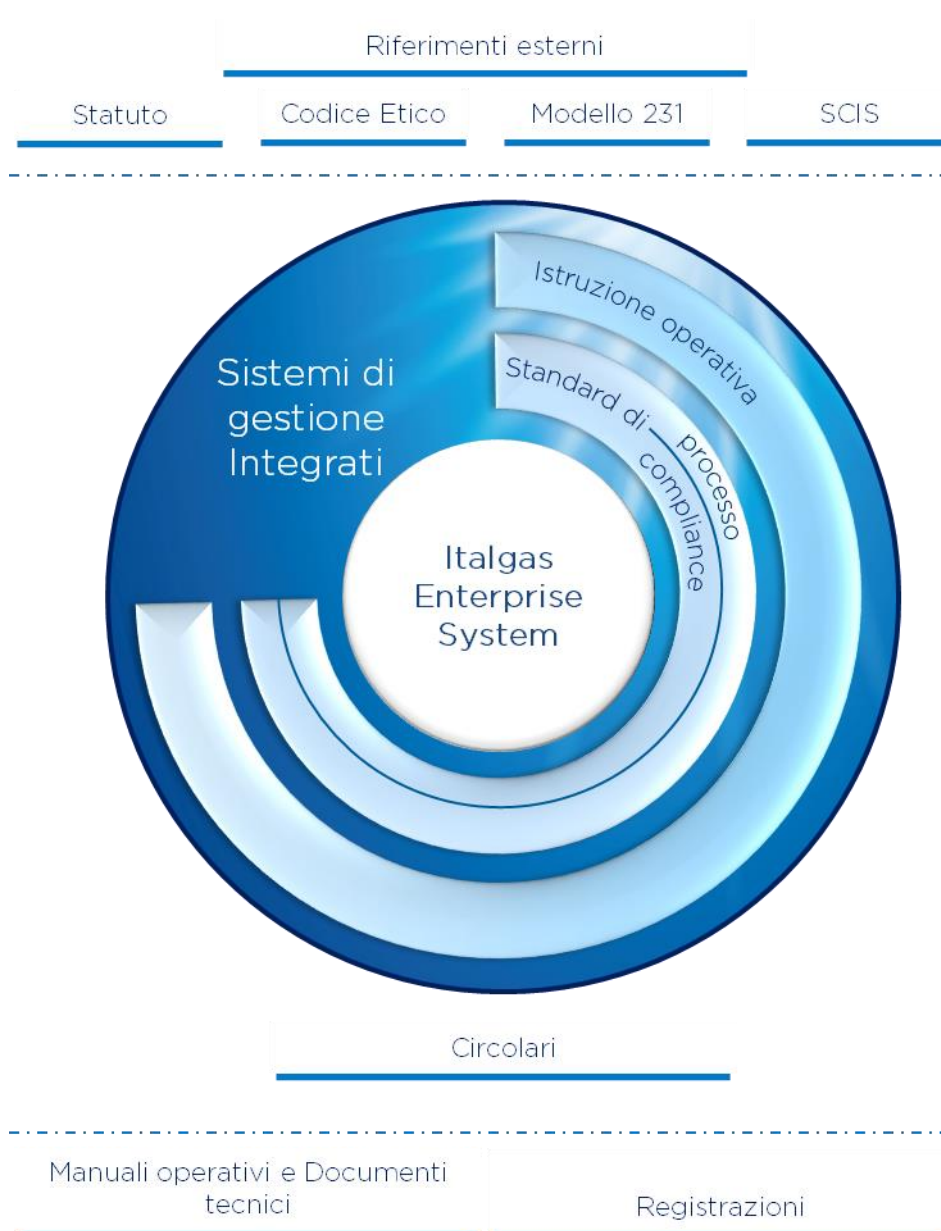 Riferimenti esterni
Statuto
Codice Etico
Modello 231
SCIS
Istruzione operativa
Standard di processo
compliance
Sistemi di
gestione
Integrati
Italgas
Enterprise
System
Circolari
Manuali operativi e Documenti
tecnici
Registrazioni